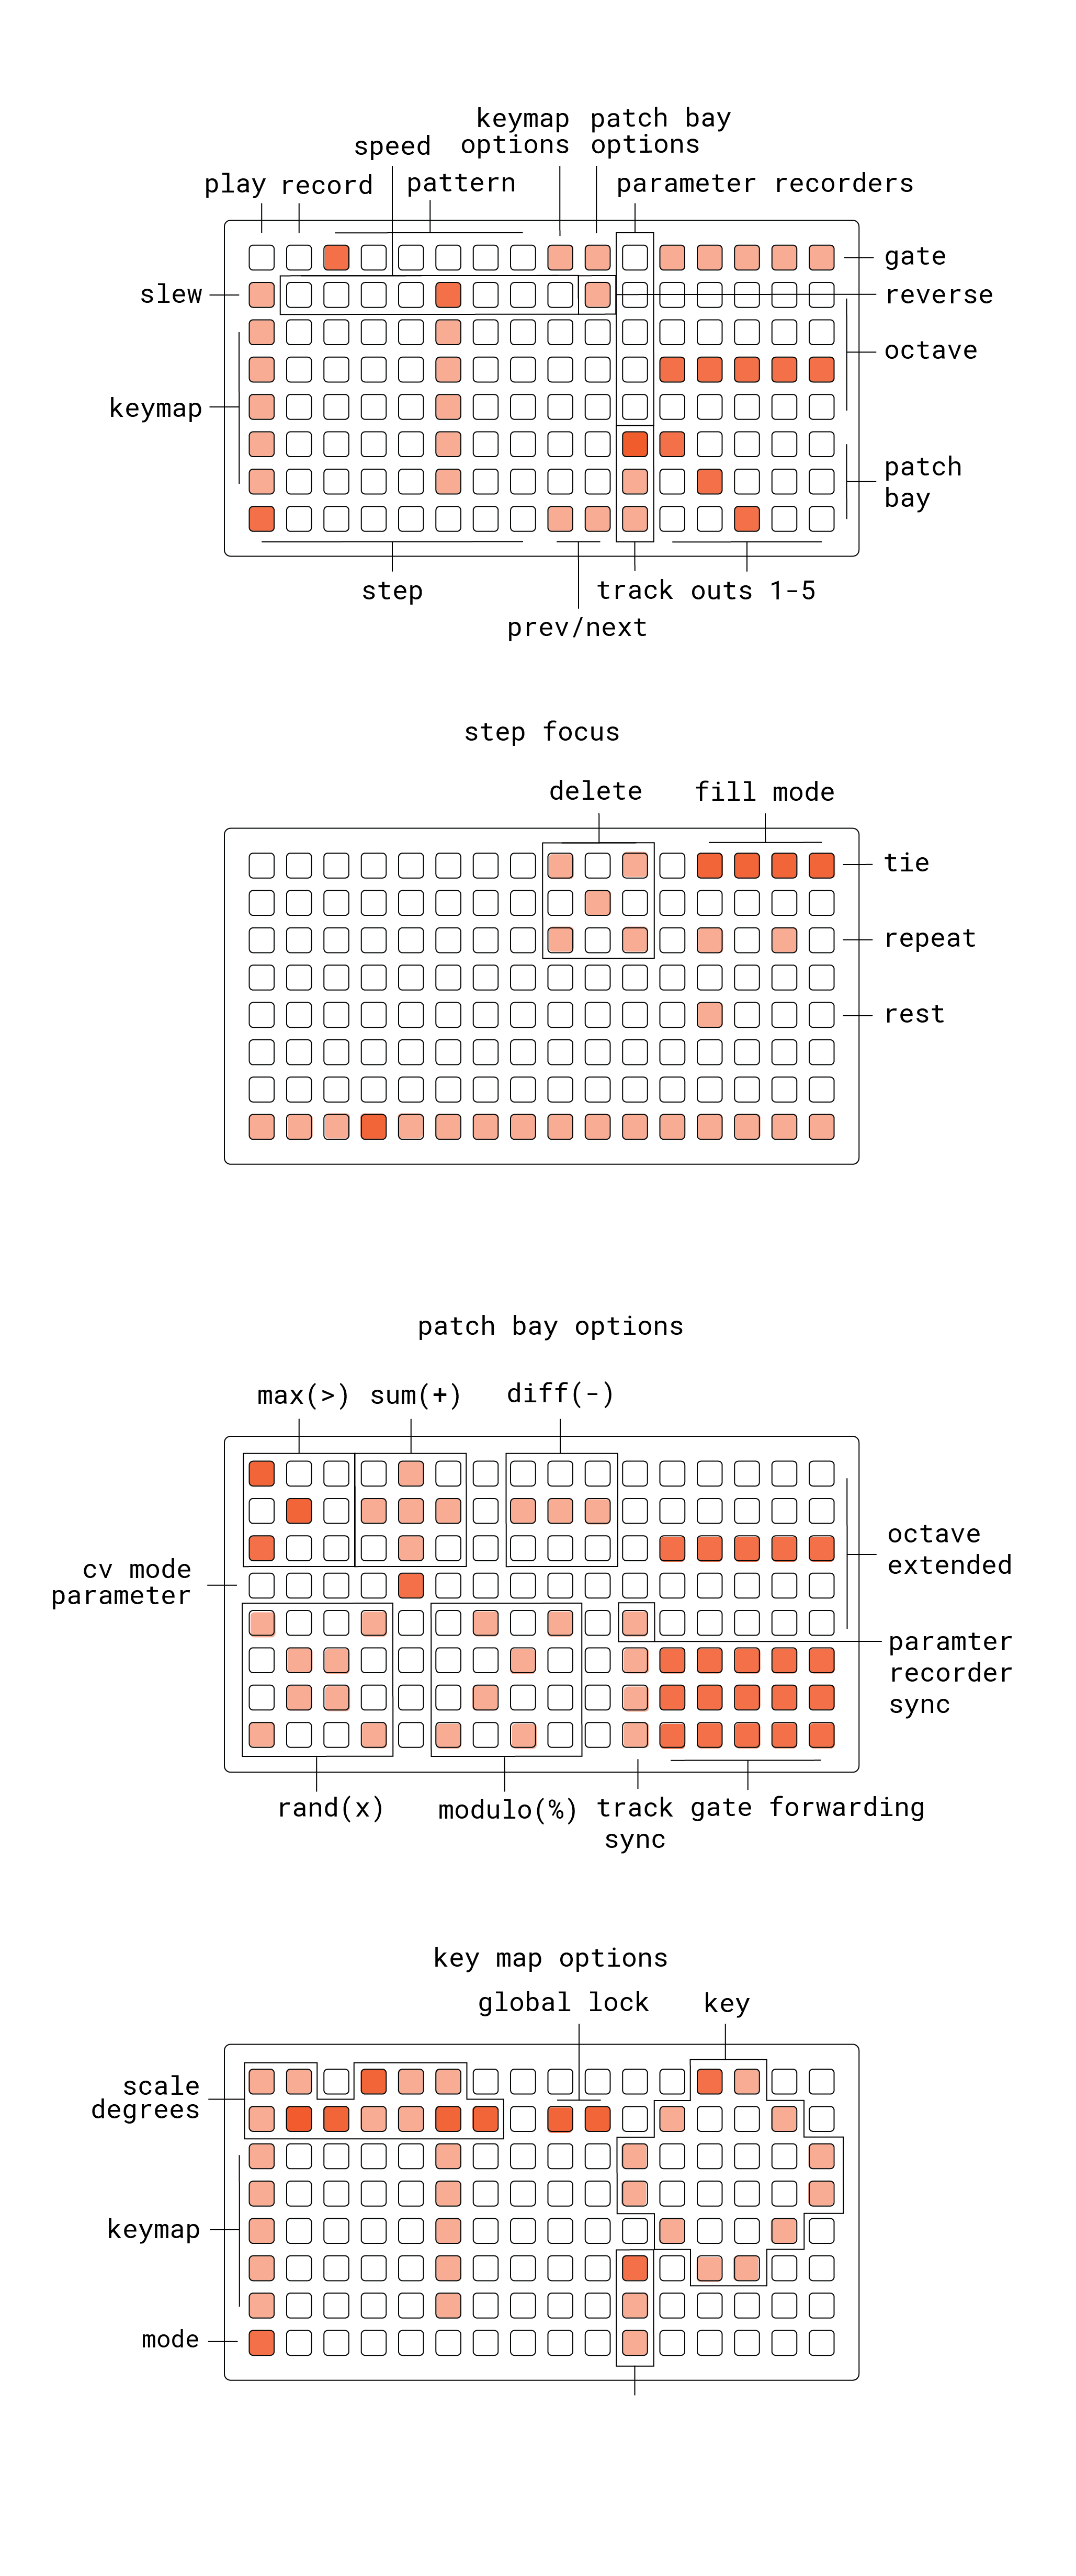 keymap patch bay
options options
speed
play record pattern
parameter recorders
gate
slew
reverse
octave
keymap
patch
bay
step
track outs 1-5
prev/next
step focus
delete
fill mode
tie
repeat
rest
patch bay options
max(>) sum(+) diff(-)
octave
extended
cv mode
parameter
paramter
recorder
sync
rand(x) modulo(%) track gate forwarding
sync
key map options
global lock key
scale
degrees
keymap
mode